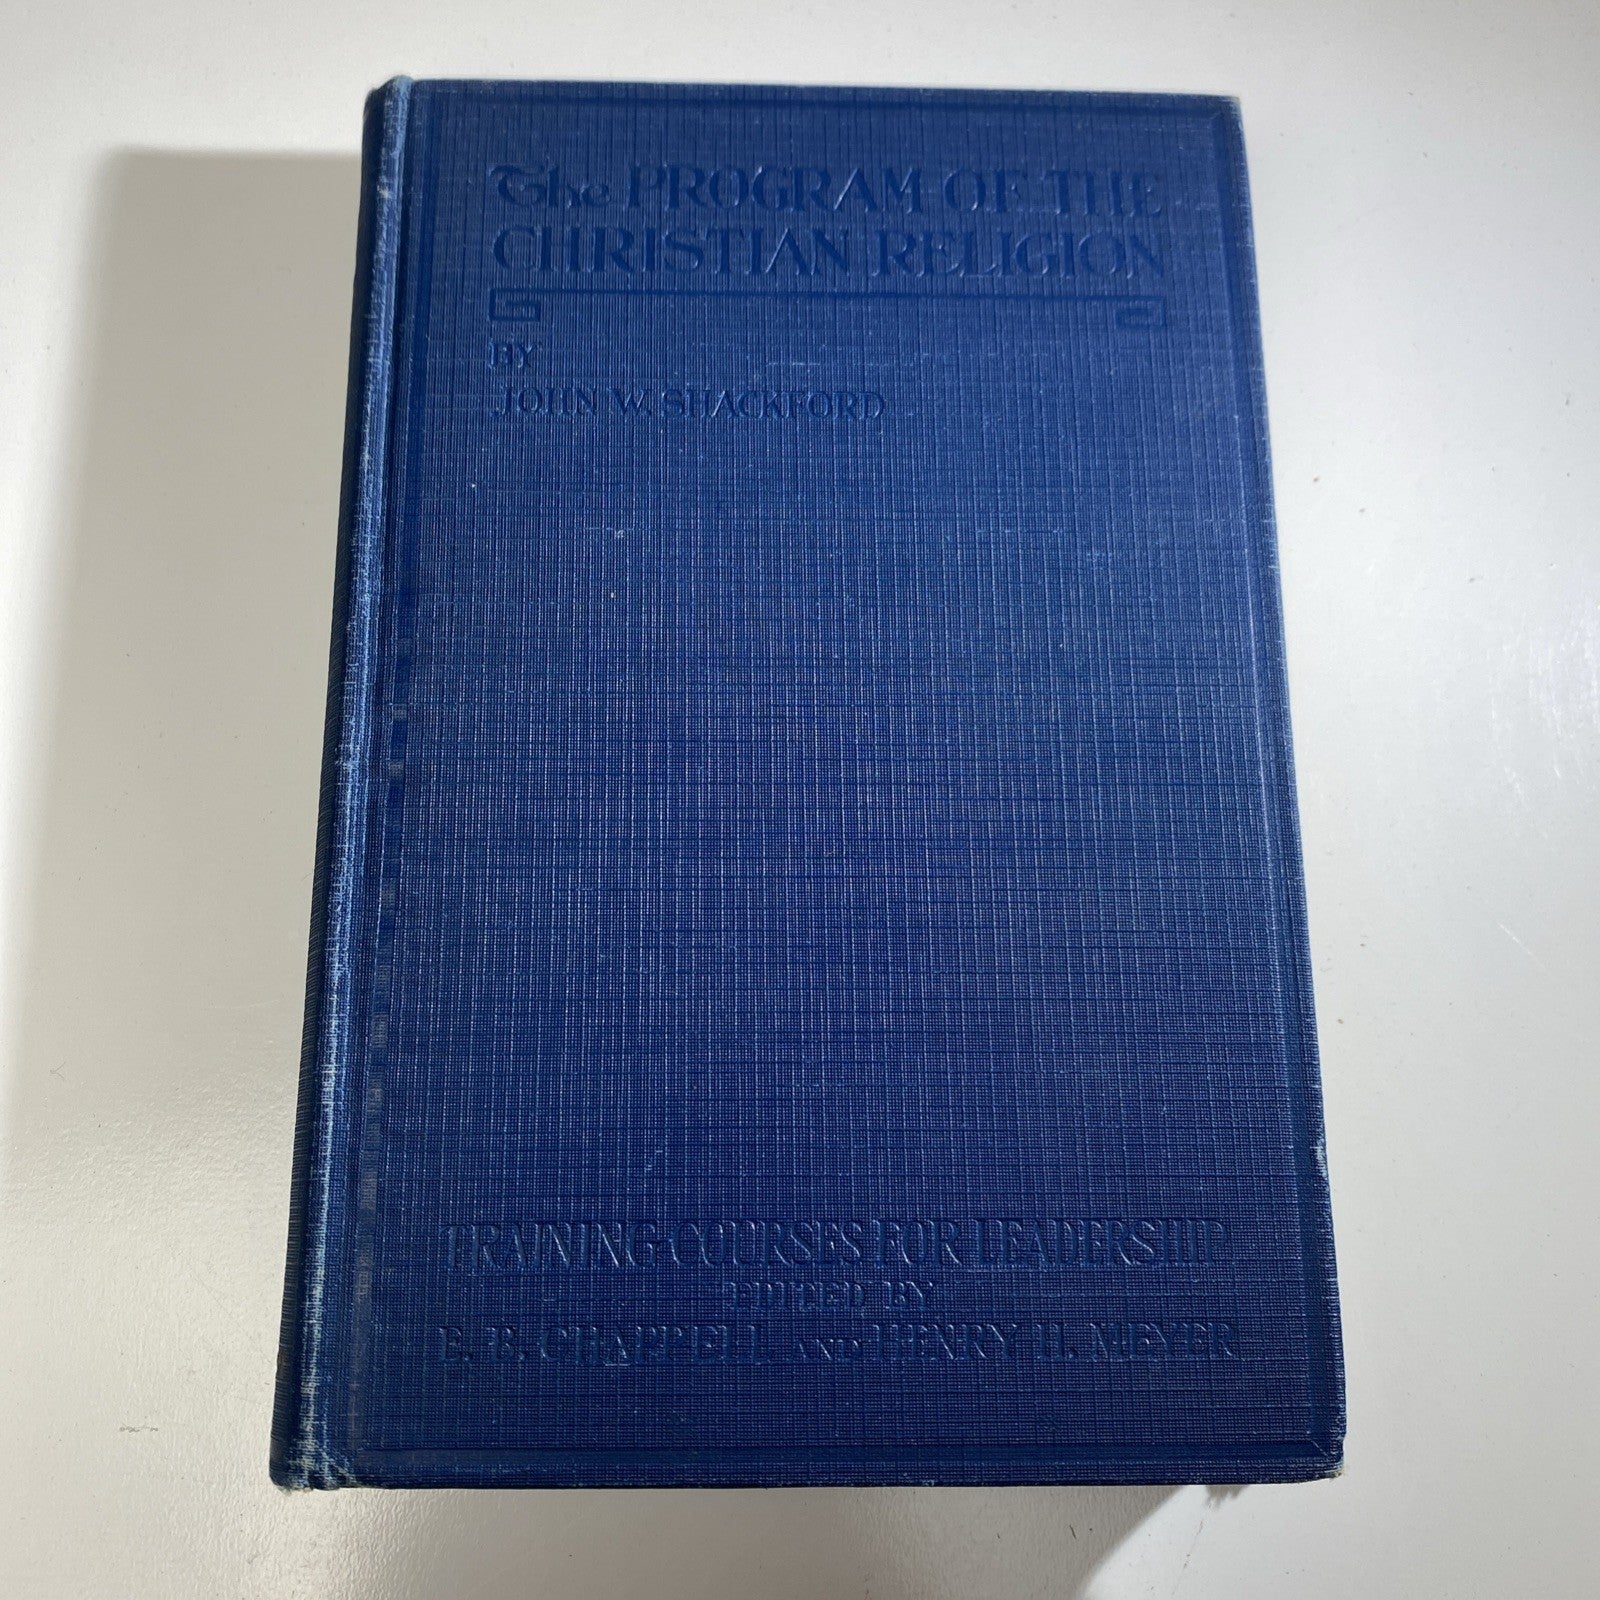 The PROGRAM OF THE
CHRISTIAN RELIGION
BY
JOHN W. SHACKFORD
TRAINING COURSES FOR LEADERSHIP
EDITED BY
E. B. CHAPPELL AND HENRY H. MEYER